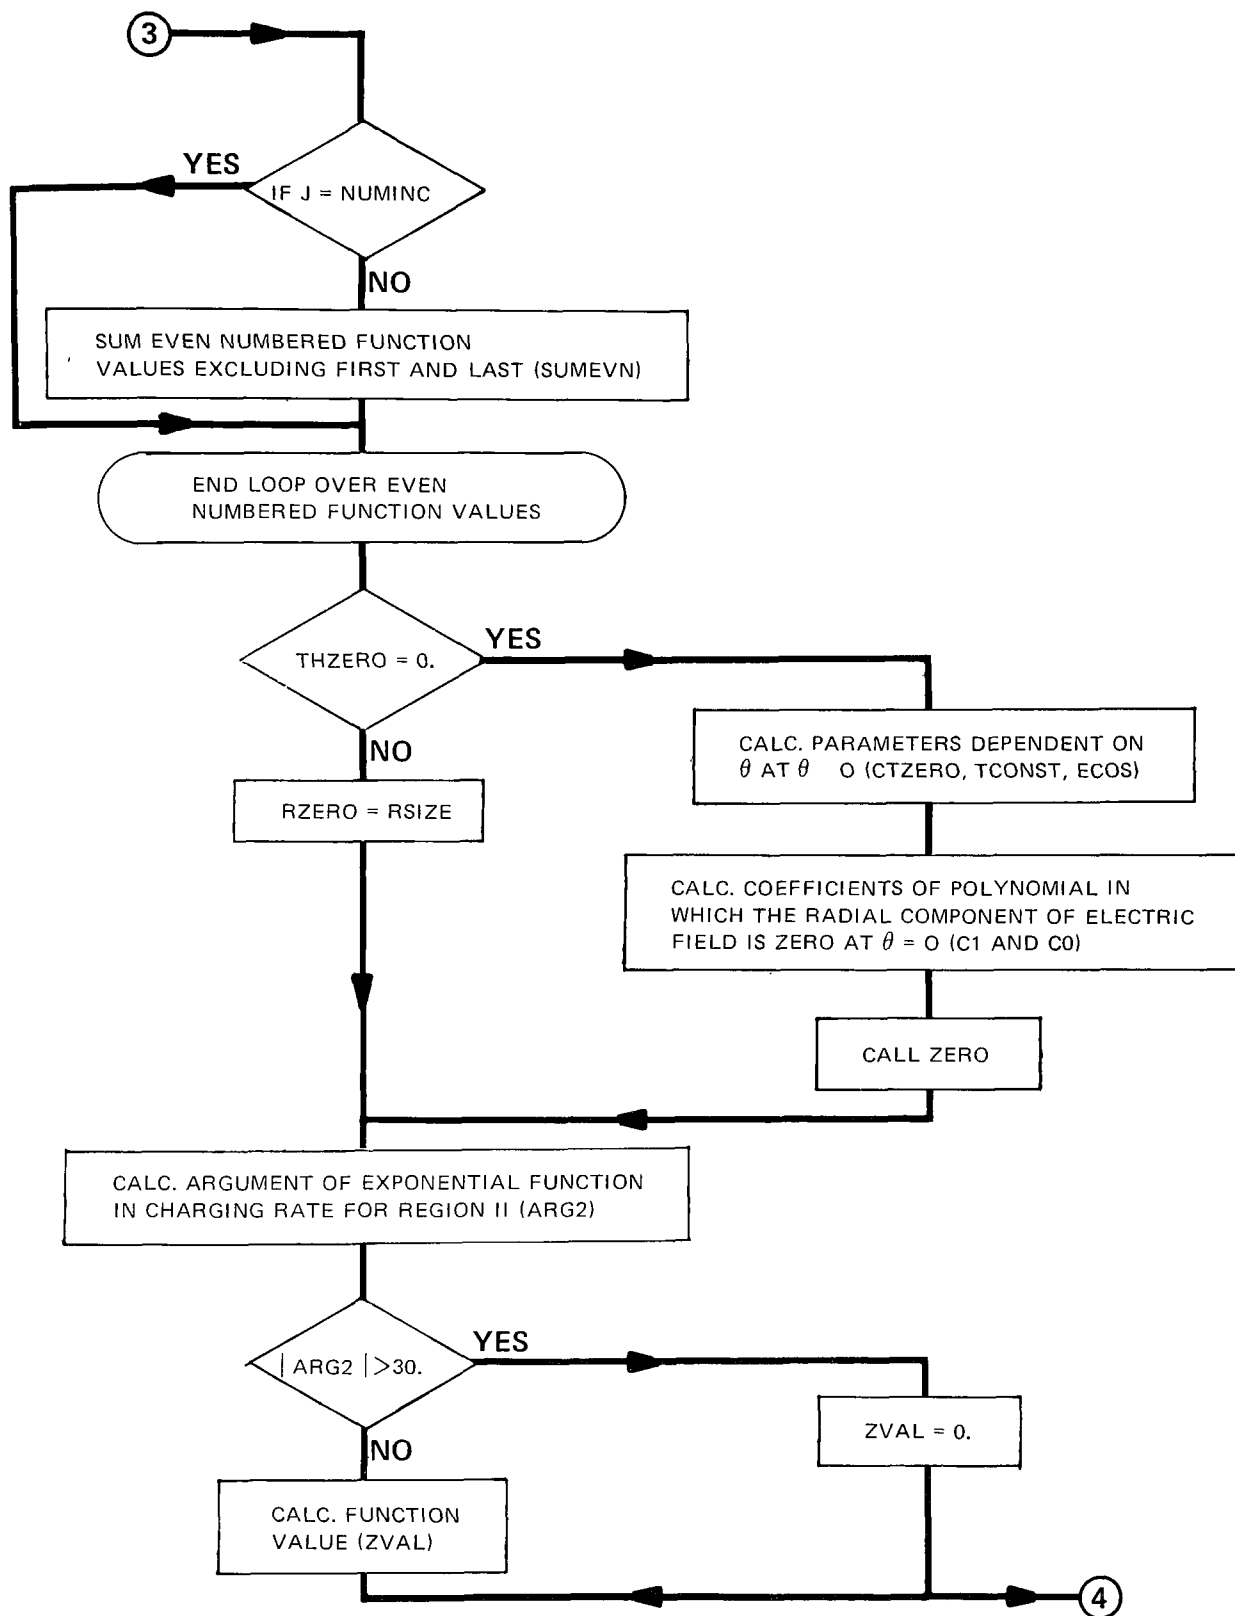 3
YES
IF J = NUMINC
NO
SUM EVEN NUMBERED FUNCTION
VALUES EXCLUDING FIRST AND LAST (SUMEVN)
END LOOP OVER EVEN
NUMBERED FUNCTION VALUES
THZERO = 0.
YES
NO
CALC. PARAMETERS DEPENDENT ON
θ AT θ O (CTZERO, TCONST, ECOS)
RZERO = RSIZE
CALC. COEFFICIENTS OF POLYNOMIAL IN
WHICH THE RADIAL COMPONENT OF ELECTRIC
FIELD IS ZERO AT θ = O (C1 AND C0)
CALL ZERO
CALC. ARGUMENT OF EXPONENTIAL FUNCTION
IN CHARGING RATE FOR REGION II (ARG2)
| ARG2 | >30.
YES
NO
ZVAL = 0.
CALC. FUNCTION
VALUE (ZVAL)
4